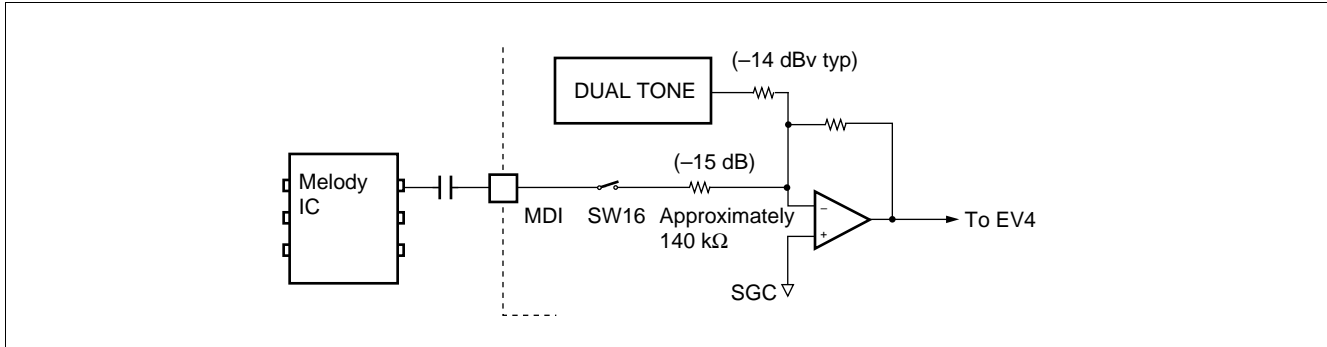 (–14 dBv typ)
DUAL TONE
Melody
IC
(–15 dB)
MDI
SW16
Approximately
140 kΩ
–
+
To EV4
SGC